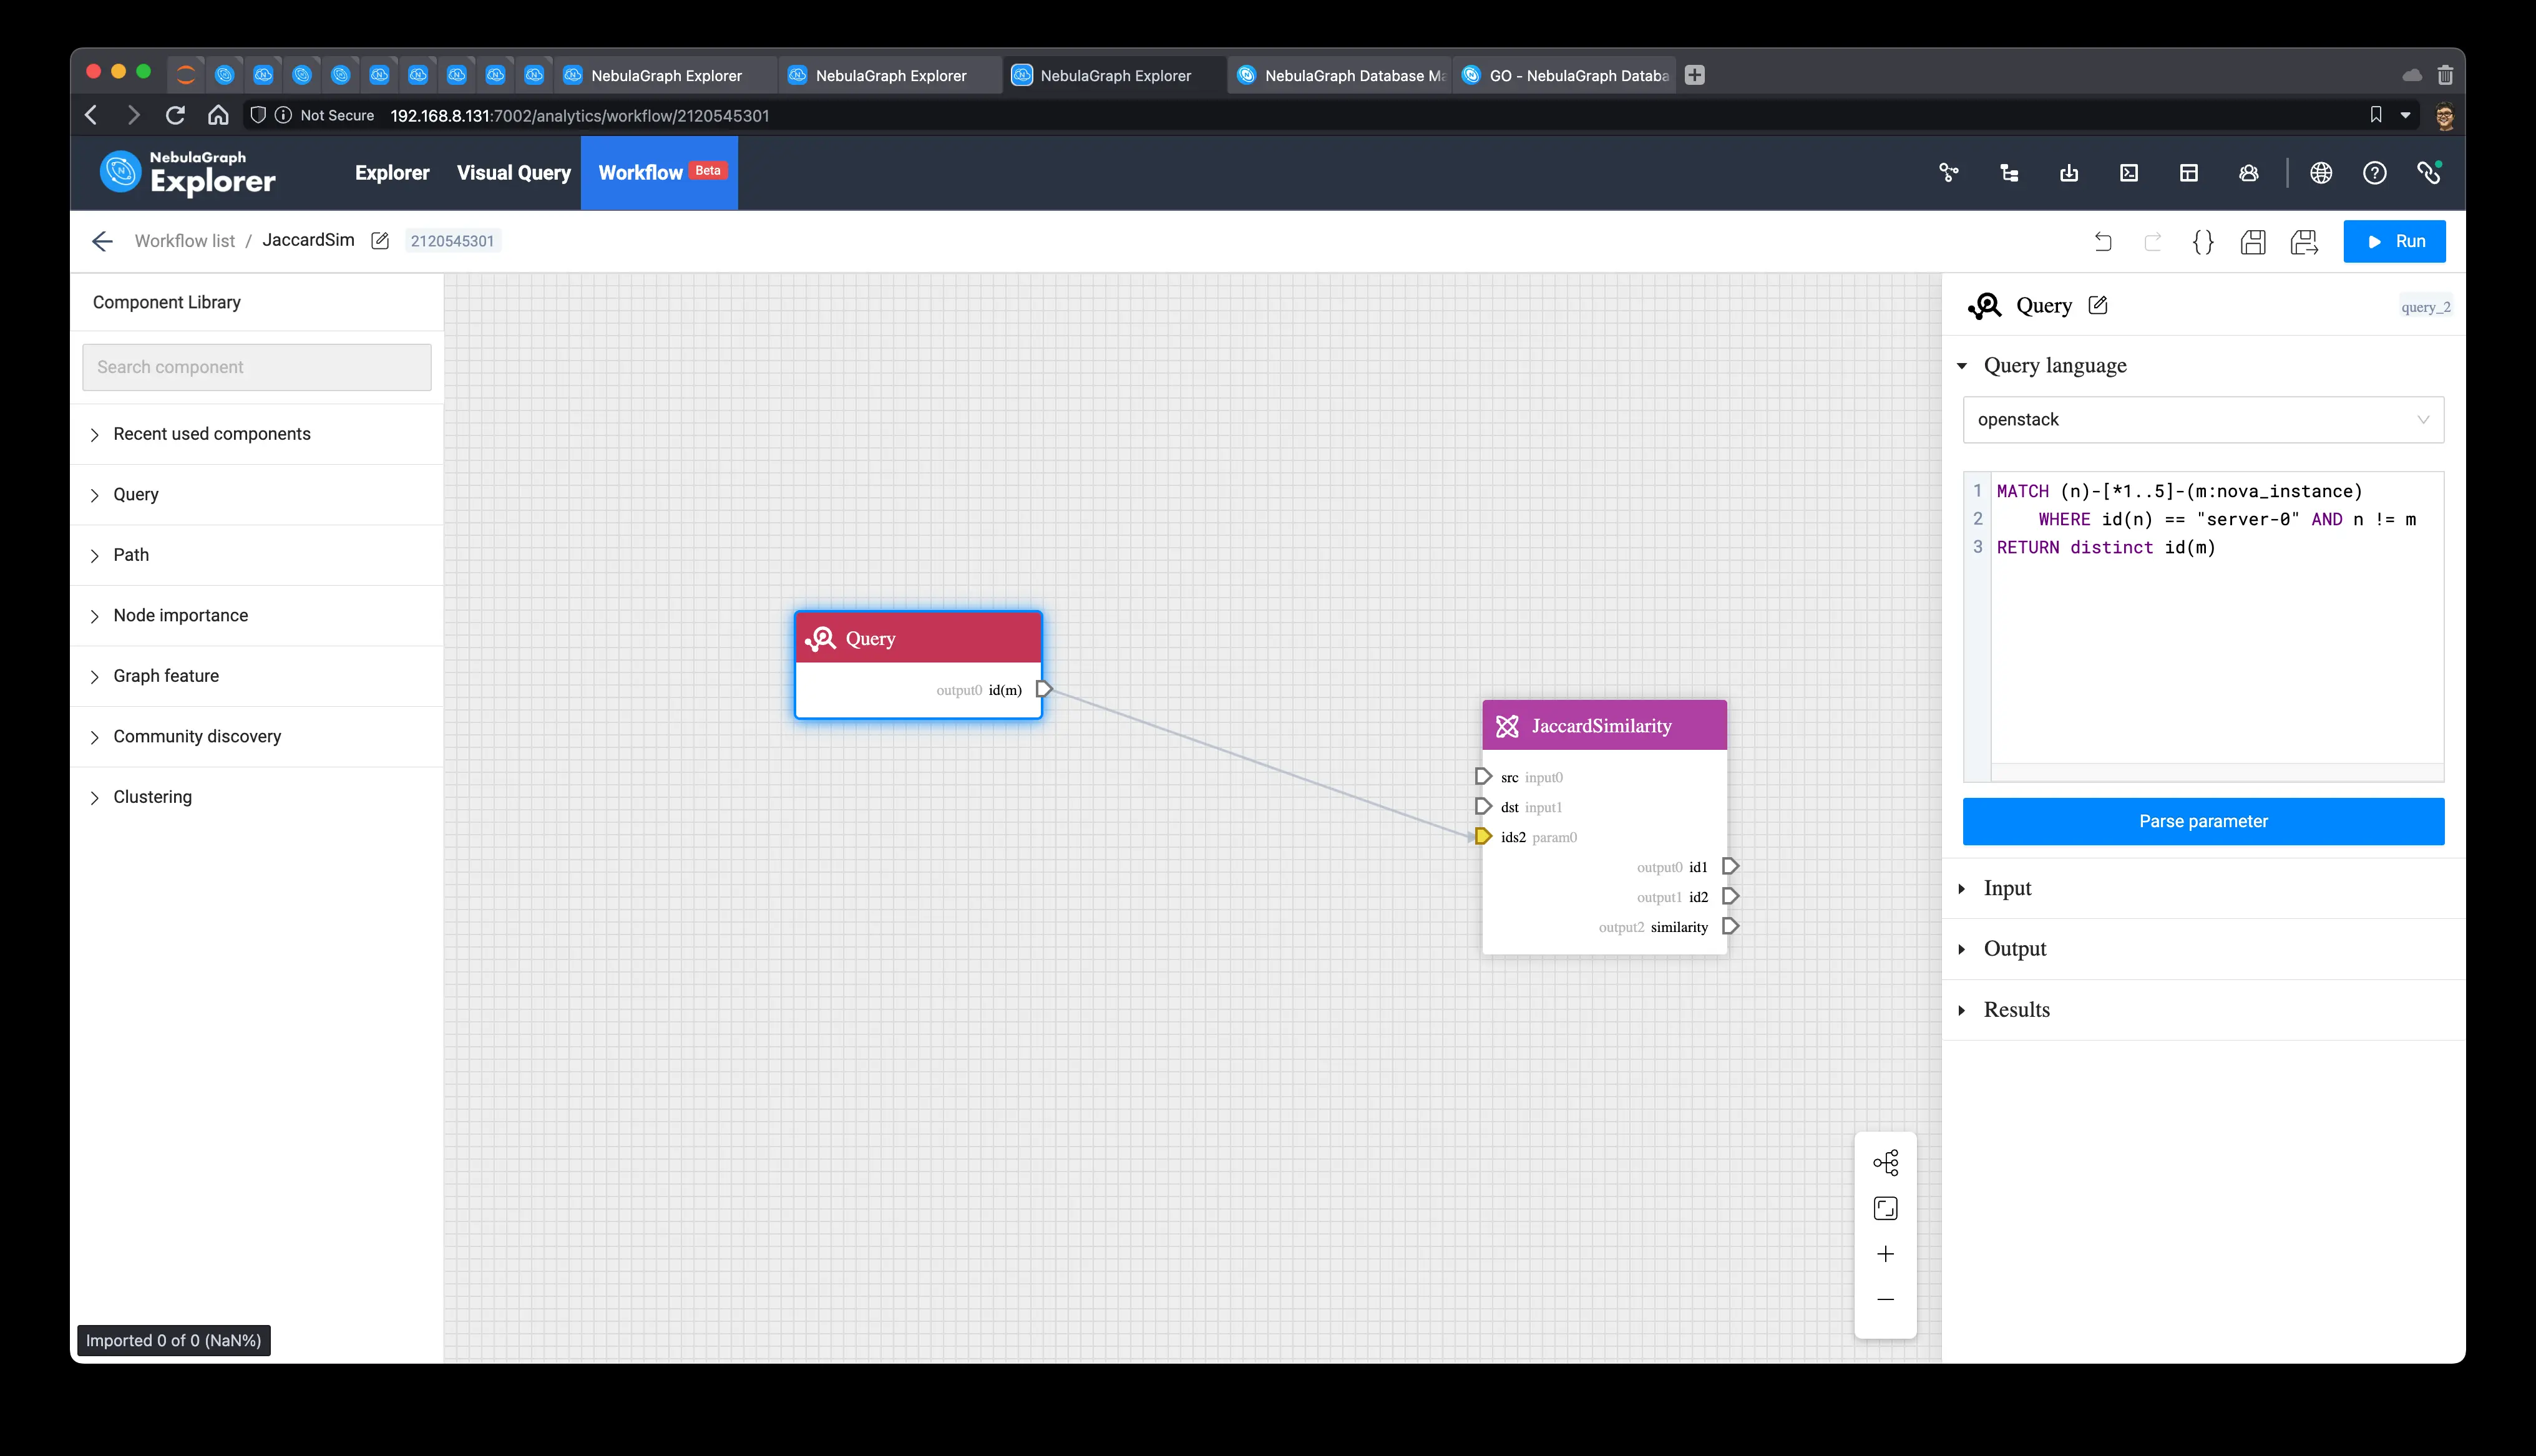 NebulaGraph Explorer
NebulaGraph Explorer
NebulaGraph Explorer
NebulaGraph Database Ma
GO - NebulaGraph Databa
Not Secure
192.168.8.131:7002/analytics/workflow/2120545301
NebulaGraph
Explorer
Explorer
Visual Query
Workflow Beta
Workflow list / JaccardSim
2120545301
{}
Run
Component Library
Search component
Recent used components
Query
Path
Node importance
Graph feature
Community discovery
Clustering
Query
output0 id(m)
JaccardSimilarity
src input0
dst input1
ids2 param0
output0 id1
output1 id2
output2 similarity
Query
query_2
Query language
openstack
1 MATCH (n)-[*1..5]-(m:nova_instance)
2 WHERE id(n) == "server-0" AND n != m
3 RETURN distinct id(m)
Parse parameter
Input
Output
Results
Imported 0 of 0 (NaN%)